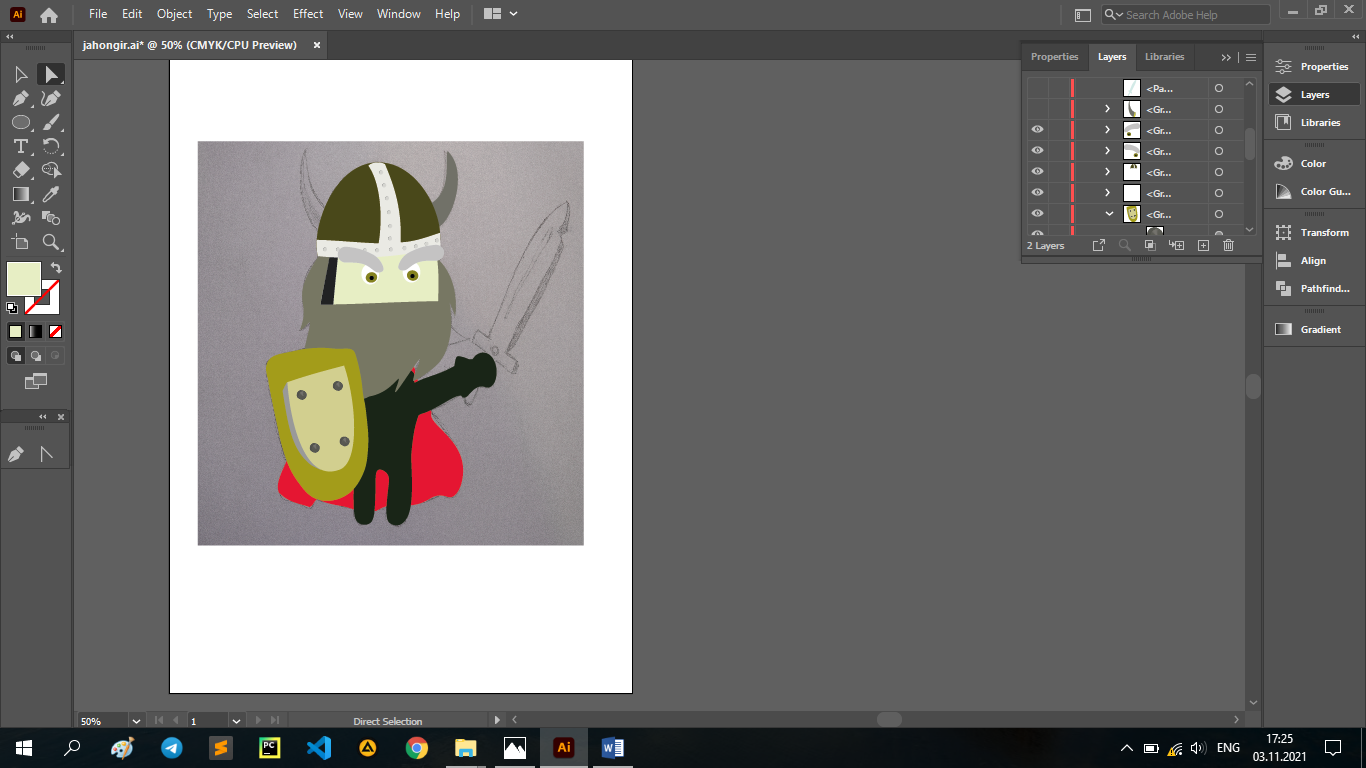 Ai File Edit Object Type Select Effect View Window Help Search Adobe Help
jahongir.ai* @ 50% (CMYK/CPU Preview)
Properties Layers Libraries
<Pa...
<Gr...
<Gr...
<Gr...
<Gr...
<Gr...
<Gr...
2 Layers
Properties
Layers
Libraries
Color
Color Gu...
Transform
Align
Pathfind...
Gradient
T
50% 1 Direct Selection
PC Ai W ENG
17:25
03.11.2021